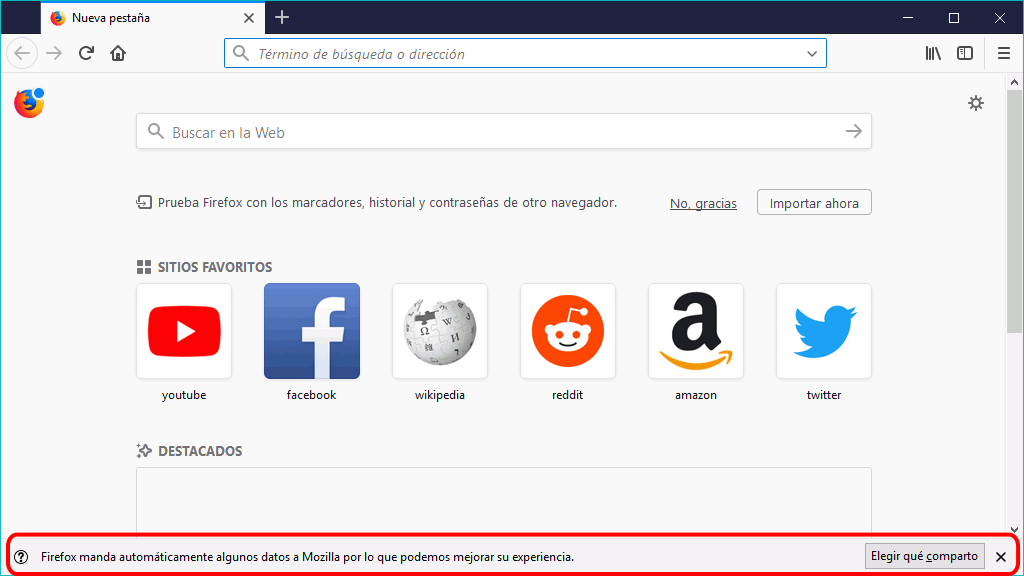 Nueva pestaña
Término de búsqueda o dirección
Buscar en la Web
Prueba Firefox con los marcadores, historial y contraseñas de otro navegador.
No, gracias
Importar ahora
SITIOS FAVORITOS
youtube
facebook
wikipedia
reddit
amazon
twitter
DESTACADOS
Firefox manda automáticamente algunos datos a Mozilla por lo que podemos mejorar su experiencia.
Elegir qué comparto